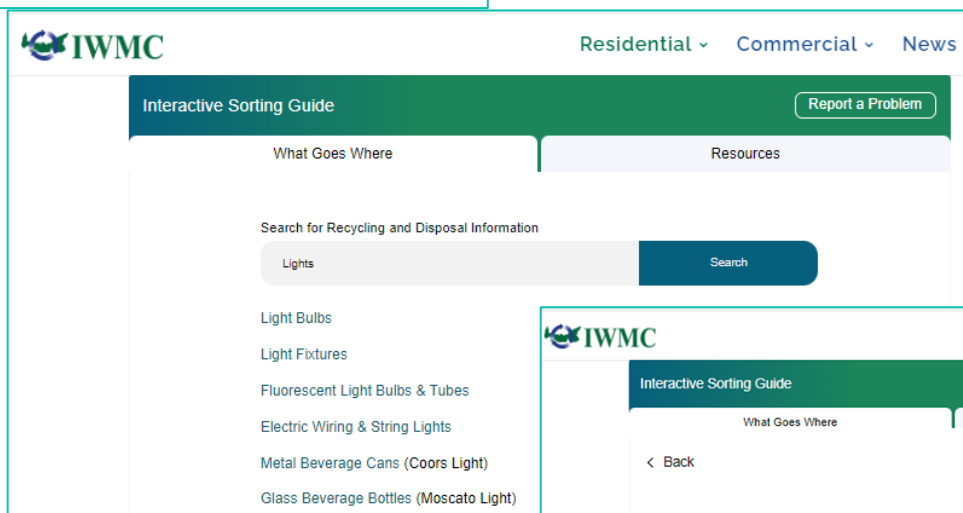 IWMC
Residential Commercial News
Interactive Sorting Guide Report a Problem
What Goes Where Resources
Search for Recycling and Disposal Information
Lights Search
Light Bulbs
Light Fixtures
Fluorescent Light Bulbs & Tubes
Electric Wiring & String Lights
Metal Beverage Cans (Coors Light)
Glass Beverage Bottles (Moscato Light)
IWMC
Interactive Sorting Guide
What Goes Where
< Back